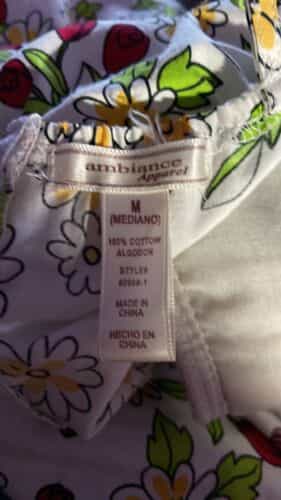 ambiance
Apparel
M
(MEDIANO)
100% COTTON
ALGODON
STYLE#
MADE IN
CHINA
HECHO EN
CHINA